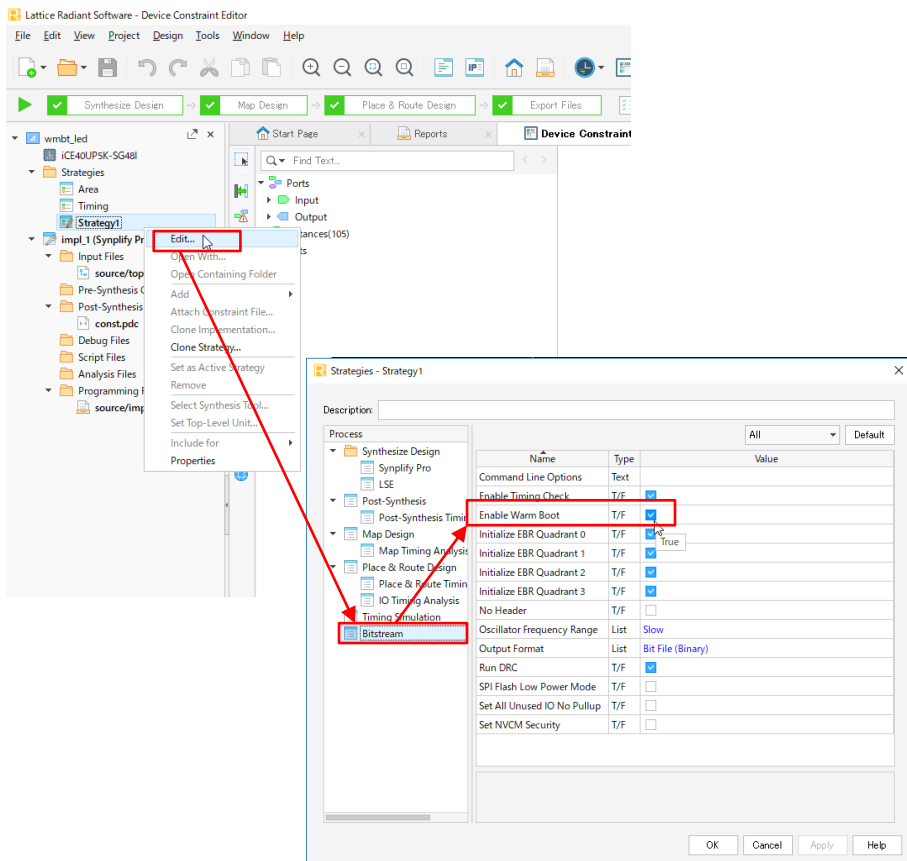 Lattice Radiant Software - Device Constraint Editor
File Edit View Project Design Tools Window Help
IP
Synthesize Design Map Design Place & Route Design Export Files
wmbt_led
Start Page Reports Device Constraint
iCE40UP5K-SG48I
Find Text...
Strategies
Ports
Area
Input
Timing
Output
Strategy1
tances(105)
impl_1 (Synplify Pr
Edit...
ts
Input Files
Open With...
source/top
Open Containing Folder
Pre-Synthesis C
Add
Post-Synthesis
Attach Constraint File...
const.pdc
Clone Implementation...
Debug Files
Clone Strategy...
Script Files
Set as Active Strategy
Analysis Files
Remove
Programming F
Select Synthesis Tool...
source/imp
Set Top-Level Unit...
Include for
Properties
Strategies - Strategy1
Description:
Process
All Default
Synthesize Design
Synplify Pro
LSE
Post-Synthesis
Post-Synthesis Timin
Map Design
Map Timing Analysis
Place & Route Design
Place & Route Timin
IO Timing Analysis
Timing Simulation
Bitstream
Name Type Value
Command Line Options Text
Enable Timing Check T/F
Enable Warm Boot T/F
Initialize EBR Quadrant 0 T/F
True
Initialize EBR Quadrant 1 T/F
Initialize EBR Quadrant 2 T/F
Initialize EBR Quadrant 3 T/F
No Header T/F
Oscillator Frequency Range List Slow
Output Format List Bit File (Binary)
Run DRC T/F
SPI Flash Low Power Mode T/F
Set All Unused IO No Pullup T/F
Set NVCM Security T/F
OK Cancel Apply Help